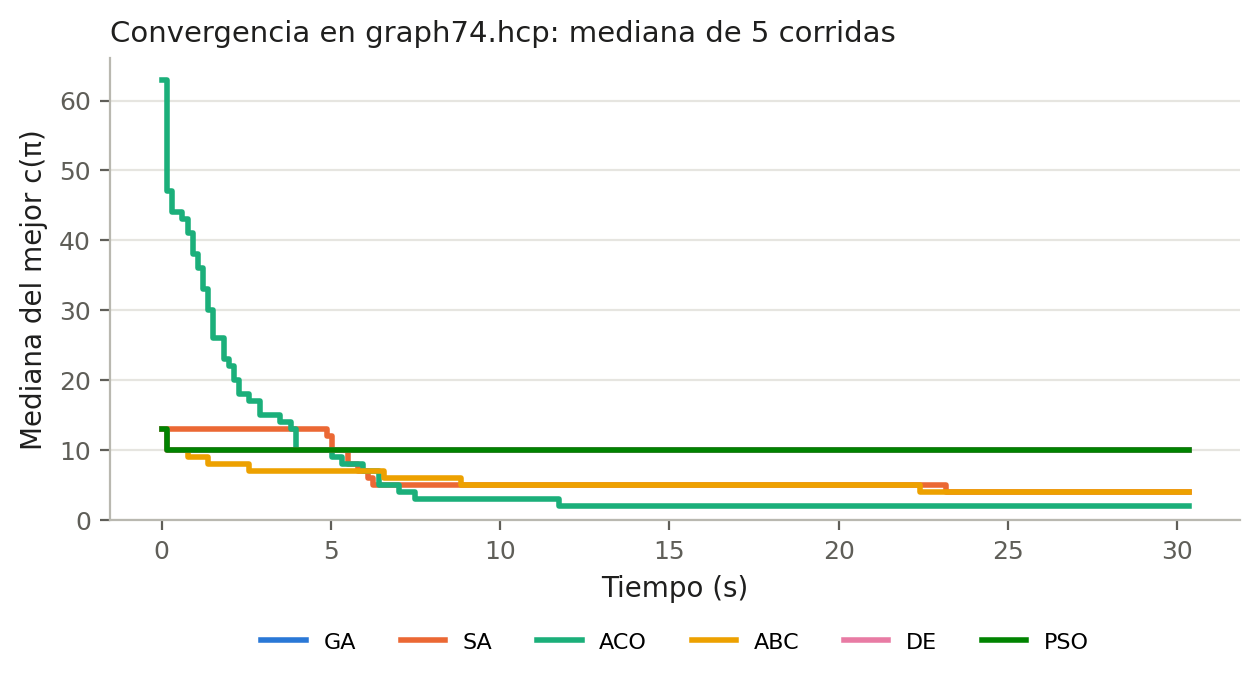 Convergencia en graph74.hcp: mediana de 5 corridas
Mediana del mejor c(π)
60
50
40
30
20
10
0
0 5 10 15 20 25 30
Tiempo (s)
GA SA ACO ABC DE PSO